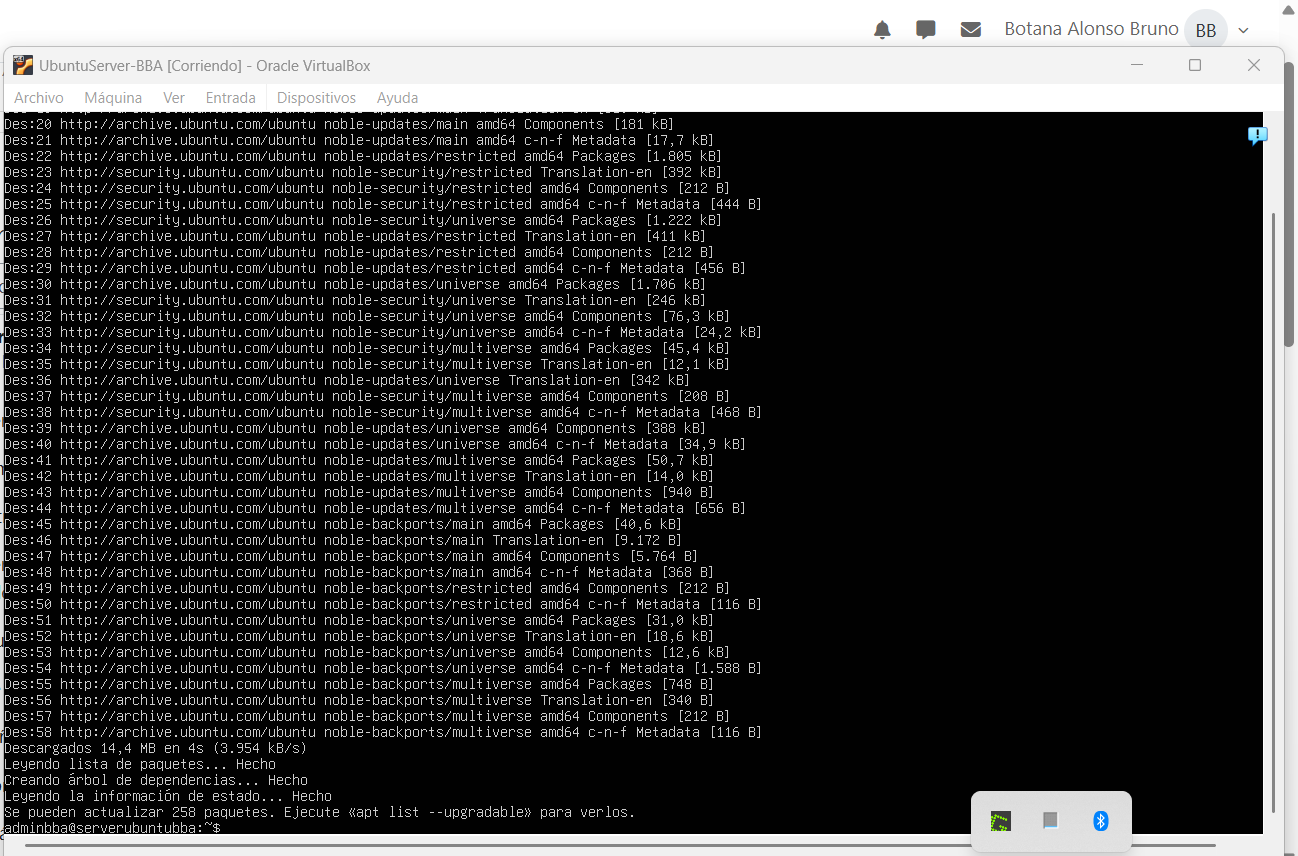 Botana Alonso Bruno BB
UbuntuServer-BBA [Corriendo] - Oracle VirtualBox
Archivo Máquina Ver Entrada Dispositivos Ayuda
Des:20 http://archive.ubuntu.com/ubuntu noble-updates/main amd64 Components [181 kB]
Des:21 http://archive.ubuntu.com/ubuntu noble-updates/main amd64 c-n-f Metadata [17,7 kB]
Des:22 http://archive.ubuntu.com/ubuntu noble-updates/restricted amd64 Packages [1.805 kB]
Des:23 http://security.ubuntu.com/ubuntu noble-security/restricted Translation-en [392 kB]
Des:24 http://security.ubuntu.com/ubuntu noble-security/restricted amd64 Components [212 B]
Des:25 http://security.ubuntu.com/ubuntu noble-security/restricted amd64 c-n-f Metadata [444 B]
Des:26 http://security.ubuntu.com/ubuntu noble-security/universe amd64 Packages [1.222 kB]
Des:27 http://archive.ubuntu.com/ubuntu noble-updates/restricted Translation-en [411 kB]
Des:28 http://archive.ubuntu.com/ubuntu noble-updates/restricted amd64 Components [212 B]
Des:29 http://archive.ubuntu.com/ubuntu noble-updates/restricted amd64 c-n-f Metadata [456 B]
Des:30 http://archive.ubuntu.com/ubuntu noble-updates/universe amd64 Packages [1.706 kB]
Des:31 http://security.ubuntu.com/ubuntu noble-security/universe Translation-en [246 kB]
Des:32 http://security.ubuntu.com/ubuntu noble-security/universe amd64 Components [76,3 kB]
Des:33 http://security.ubuntu.com/ubuntu noble-security/universe amd64 c-n-f Metadata [24,2 kB]
Des:34 http://security.ubuntu.com/ubuntu noble-security/multiverse amd64 Packages [45,4 kB]
Des:35 http://security.ubuntu.com/ubuntu noble-security/multiverse Translation-en [12,1 kB]
Des:36 http://archive.ubuntu.com/ubuntu noble-updates/universe Translation-en [342 kB]
Des:37 http://security.ubuntu.com/ubuntu noble-security/multiverse amd64 Components [208 B]
Des:38 http://security.ubuntu.com/ubuntu noble-security/multiverse amd64 c-n-f Metadata [468 B]
Des:39 http://archive.ubuntu.com/ubuntu noble-updates/universe amd64 Components [388 kB]
Des:40 http://archive.ubuntu.com/ubuntu noble-updates/universe amd64 c-n-f Metadata [34,9 kB]
Des:41 http://archive.ubuntu.com/ubuntu noble-updates/multiverse amd64 Packages [50,7 kB]
Des:42 http://archive.ubuntu.com/ubuntu noble-updates/multiverse Translation-en [14,0 kB]
Des:43 http://archive.ubuntu.com/ubuntu noble-updates/multiverse amd64 Components [940 B]
Des:44 http://archive.ubuntu.com/ubuntu noble-updates/multiverse amd64 c-n-f Metadata [656 B]
Des:45 http://archive.ubuntu.com/ubuntu noble-backports/main amd64 Packages [40,6 kB]
Des:46 http://archive.ubuntu.com/ubuntu noble-backports/main Translation-en [9.172 B]
Des:47 http://archive.ubuntu.com/ubuntu noble-backports/main amd64 Components [5.764 B]
Des:48 http://archive.ubuntu.com/ubuntu noble-backports/main amd64 c-n-f Metadata [368 B]
Des:49 http://archive.ubuntu.com/ubuntu noble-backports/restricted amd64 Components [212 B]
Des:50 http://archive.ubuntu.com/ubuntu noble-backports/restricted amd64 c-n-f Metadata [116 B]
Des:51 http://archive.ubuntu.com/ubuntu noble-backports/universe amd64 Packages [31,0 kB]
Des:52 http://archive.ubuntu.com/ubuntu noble-backports/universe Translation-en [18,6 kB]
Des:53 http://archive.ubuntu.com/ubuntu noble-backports/universe amd64 Components [12,6 kB]
Des:54 http://archive.ubuntu.com/ubuntu noble-backports/universe amd64 c-n-f Metadata [1.588 B]
Des:55 http://archive.ubuntu.com/ubuntu noble-backports/multiverse amd64 Packages [748 B]
Des:56 http://archive.ubuntu.com/ubuntu noble-backports/multiverse Translation-en [340 B]
Des:57 http://archive.ubuntu.com/ubuntu noble-backports/multiverse amd64 Components [212 B]
Des:58 http://archive.ubuntu.com/ubuntu noble-backports/multiverse amd64 c-n-f Metadata [116 B]
Descargados 14,4 MB en 4s (3.954 kB/s)
Leyendo lista de paquetes... Hecho
Creando árbol de dependencias... Hecho
Leyendo la información de estado... Hecho
Se pueden actualizar 258 paquetes. Ejecute «apt list --upgradable» para verlos.
adminbba@serverubuntubba:~$